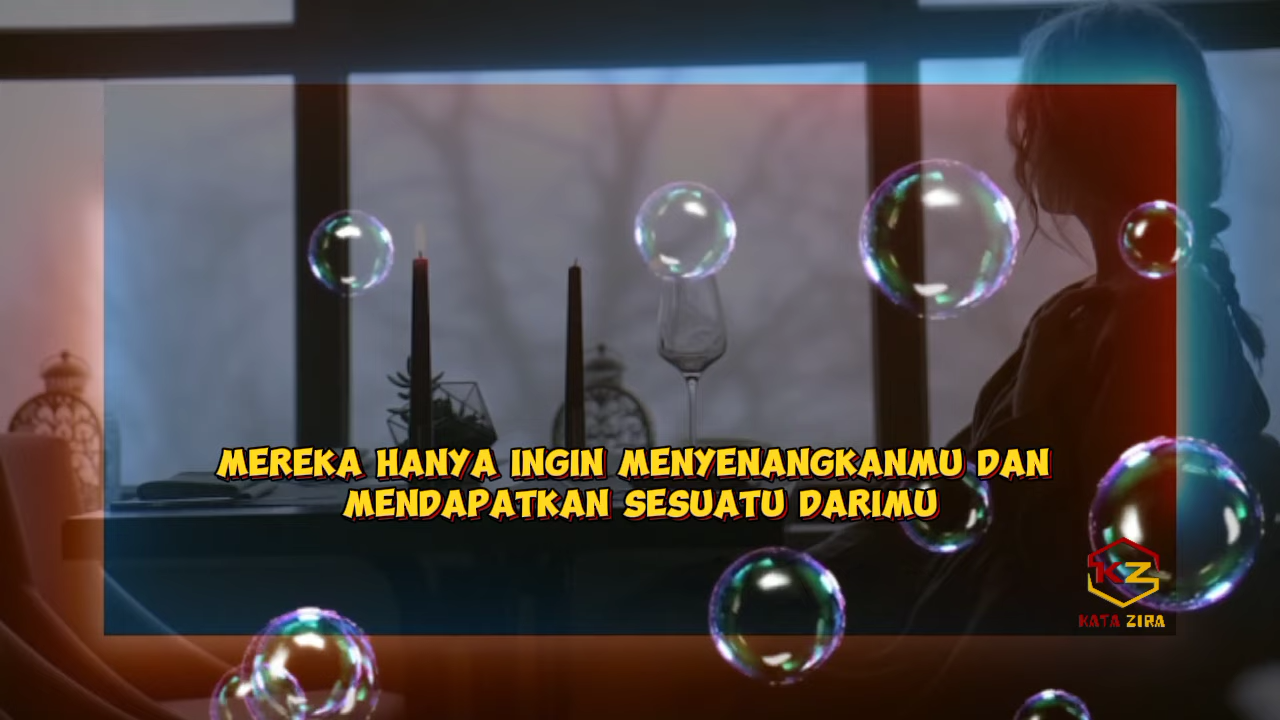 MEREKA HANYA INGIN MENYENANGKANMU DAN
MENDAPATKAN SESUATU DARIMU
KZ
KATA ZIRA